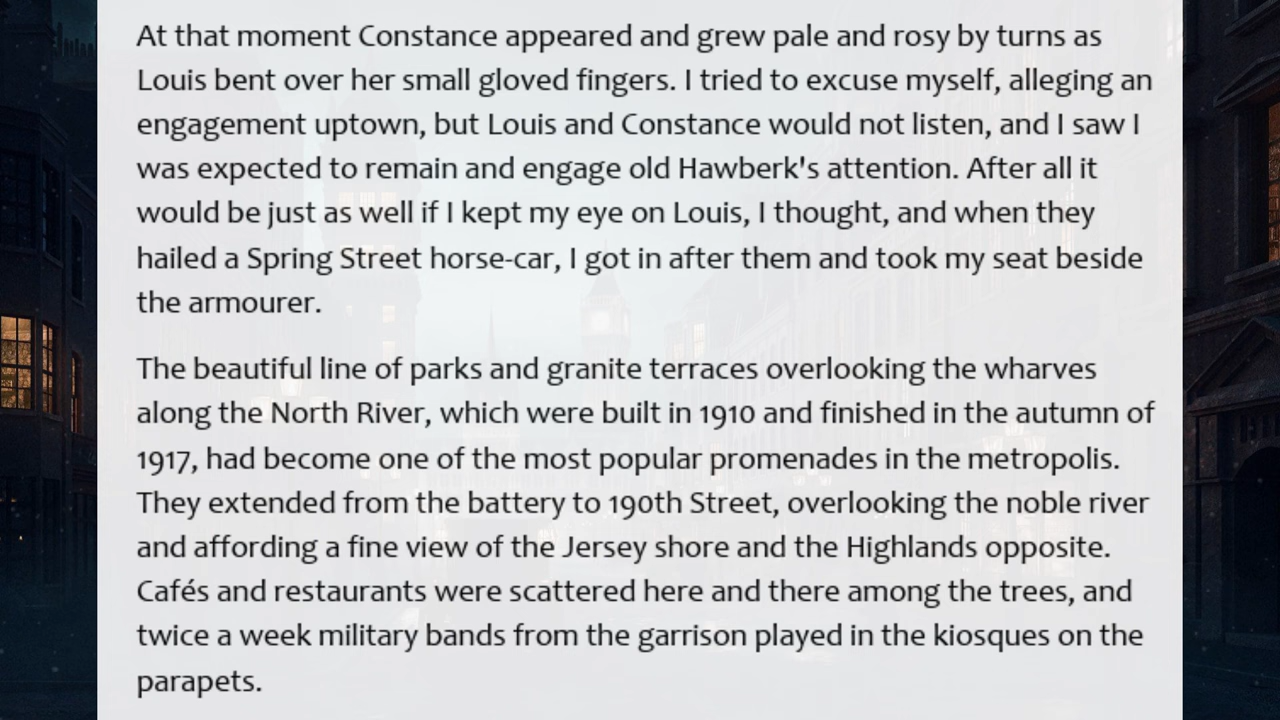 At that moment Constance appeared and grew pale and rosy by turns as
Louis bent over her small gloved fingers. I tried to excuse myself, alleging an
engagement uptown, but Louis and Constance would not listen, and I saw I
was expected to remain and engage old Hawberk's attention. After all it
would be just as well if I kept my eye on Louis, I thought, and when they
hailed a Spring Street horse-car, I got in after them and took my seat beside
the armourer.
The beautiful line of parks and granite terraces overlooking the wharves
along the North River, which were built in 1910 and finished in the autumn of
1917, had become one of the most popular promenades in the metropolis.
They extended from the battery to 190th Street, overlooking the noble river
and affording a fine view of the Jersey shore and the Highlands opposite.
Cafés and restaurants were scattered here and there among the trees, and
twice a week military bands from the garrison played in the kiosques on the
parapets.